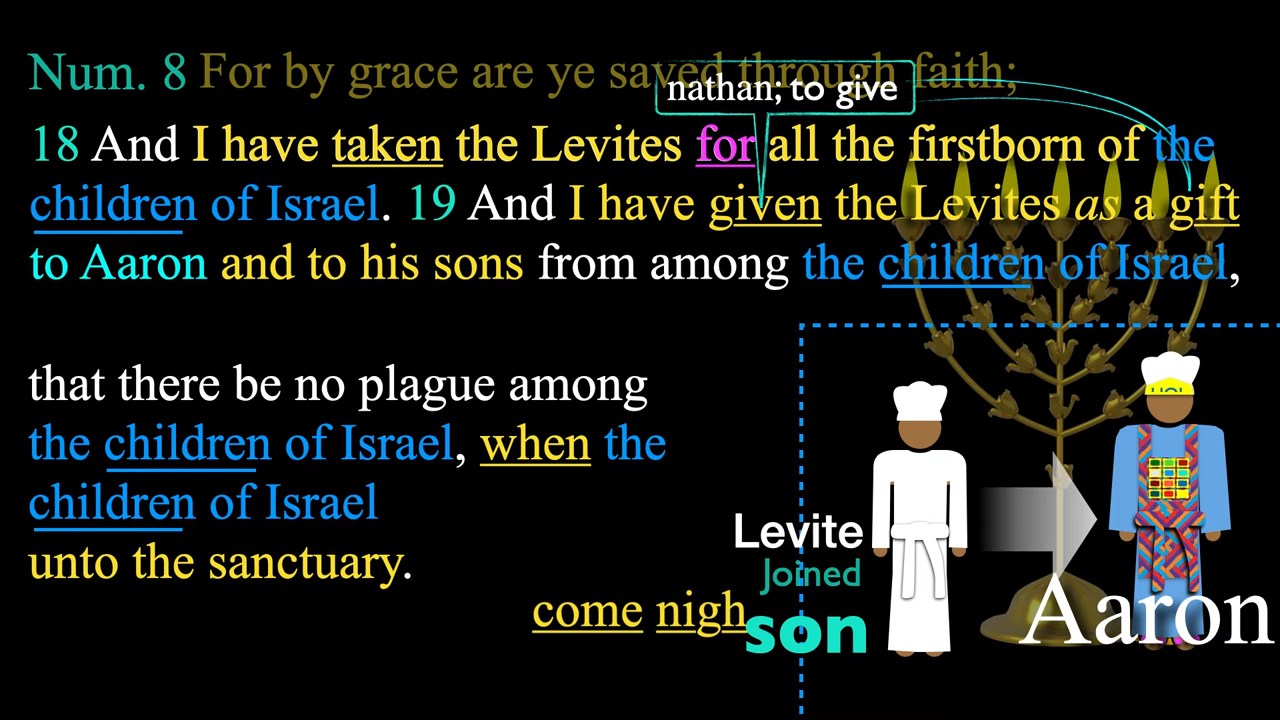 Num. 8 For by grace are ye saved through faith;
nathan; to give
18 And I have taken the Levites for all the firstborn of the
children of Israel. 19 And I have given the Levites as a gift
to Aaron and to his sons from among the children of Israel,
that there be no plague among
the children of Israel, when the
children of Israel
unto the sanctuary.
come nigh
Levite
Joined
son
Aaron